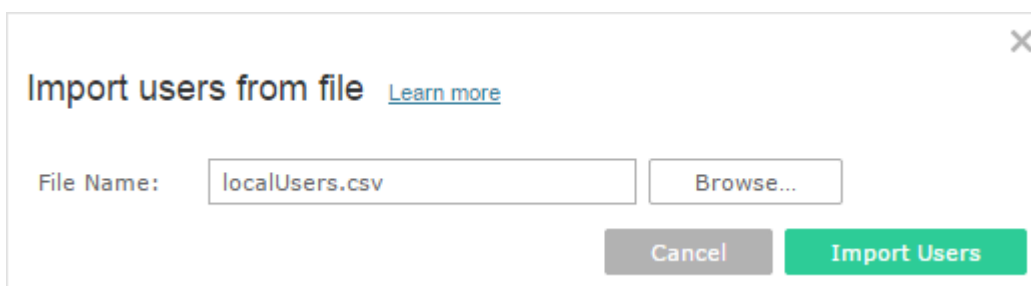 Import users from file Learn more
File Name: localUsers.csv Browse...
Cancel Import Users